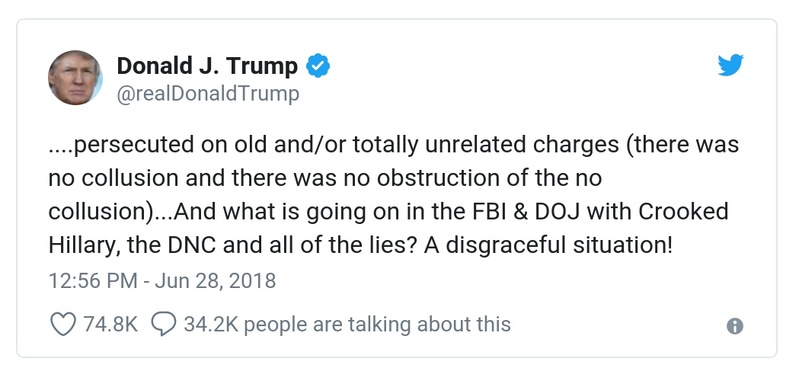 Donald J. Trump
@realDonaldTrump
....persecuted on old and/or totally unrelated charges (there was
no collusion and there was no obstruction of the no
collusion)...And what is going on in the FBI & DOJ with Crooked
Hillary, the DNC and all of the lies? A disgraceful situation!
12:56 PM - Jun 28, 2018
74.8K 34.2K people are talking about this